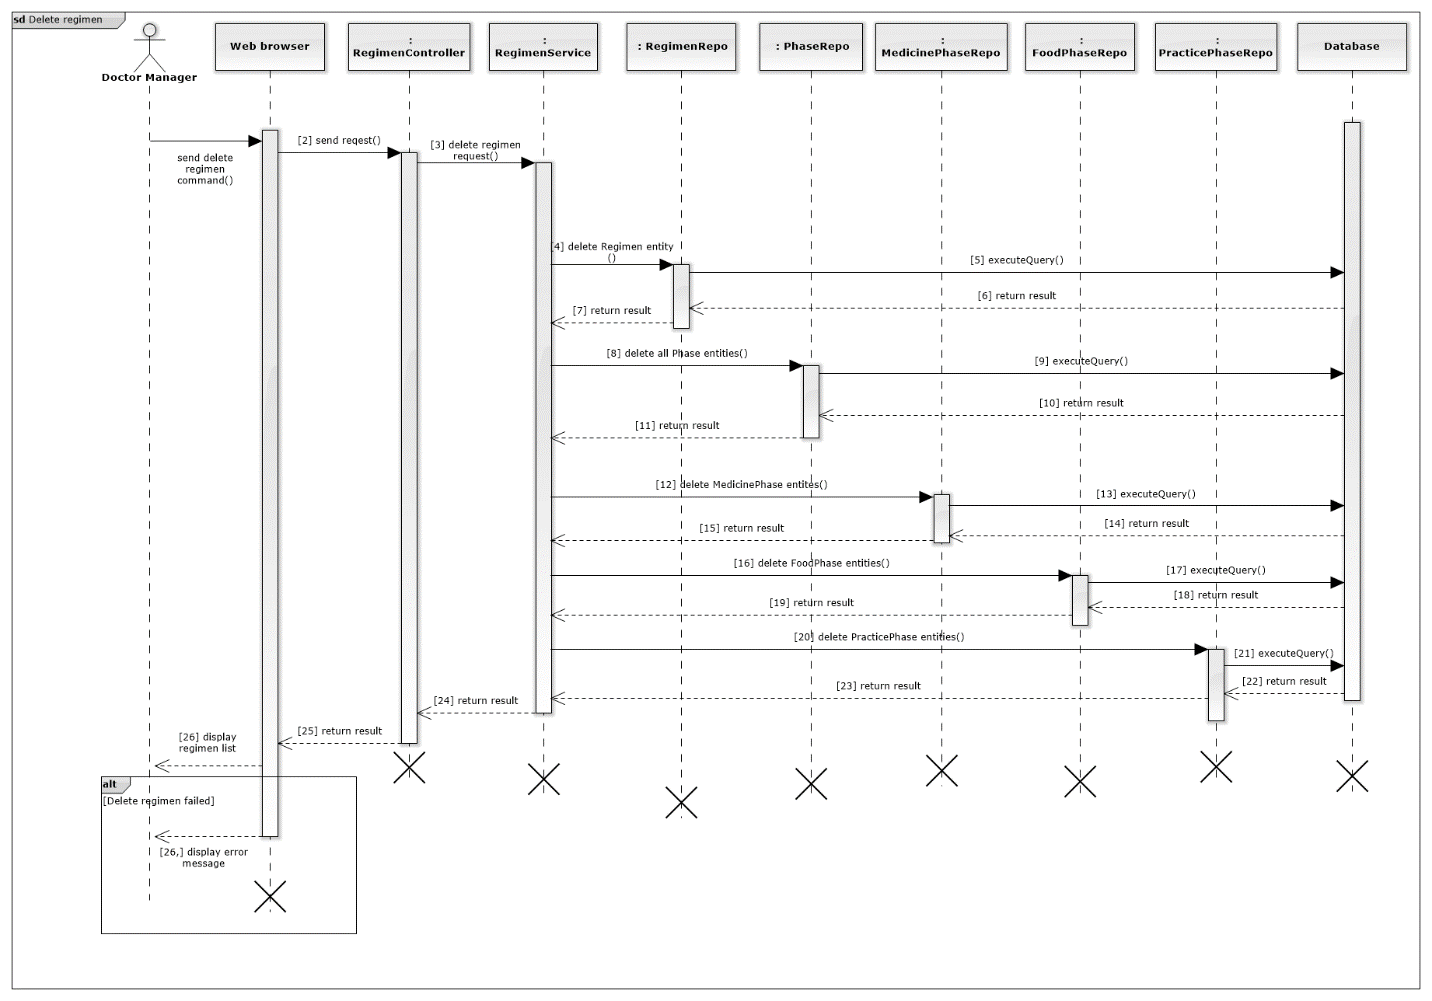 sd Delete regimen
Doctor Manager
Web browser
:
RegimenController
:
RegimenService
: RegimenRepo
: PhaseRepo
:
MedicinePhaseRepo
:
FoodPhaseRepo
:
PracticePhaseRepo
Database
send delete
regimen
command()
[2] send reqest()
[3] delete regimen
request()
[4] delete Regimen entity
()
[5] executeQuery()
[6] return result
[7] return result
[8] delete all Phase entities()
[9] executeQuery()
[10] return result
[11] return result
[12] delete MedicinePhase entites()
[13] executeQuery()
[14] return result
[15] return result
[16] delete FoodPhase entities()
[17] executeQuery()
[18] return result
[19] return result
[20] delete PracticePhase entities()
[21] executeQuery()
[22] return result
[23] return result
[24] return result
[25] return result
[26] display
regimen list
alt
[Delete regimen failed]
[26,] display error
message